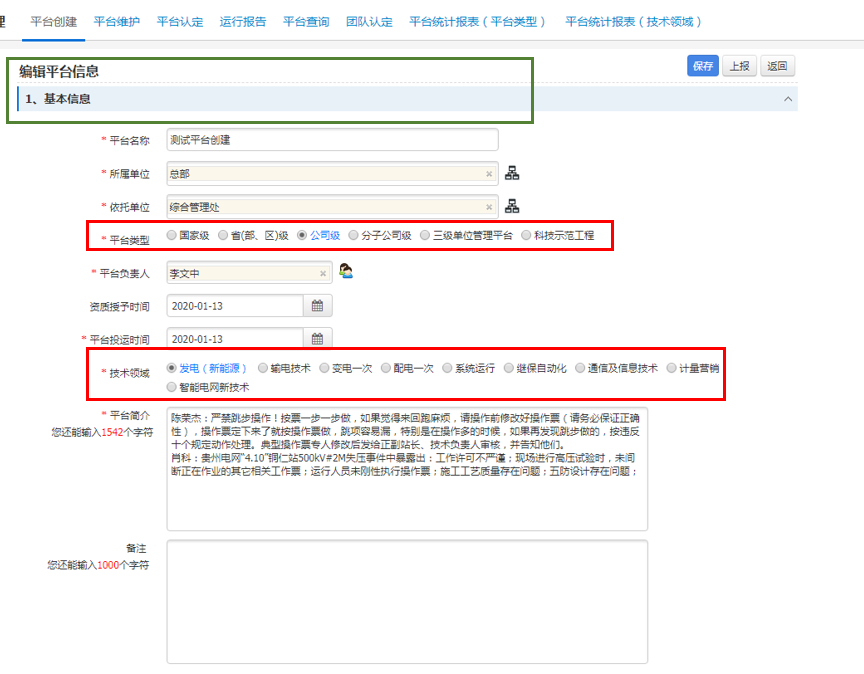 理 平台创建 平台维护 平台认定 运行报告 平台查询 团队认定 平台统计报表（平台类型） 平台统计报表（技术领域）
编辑平台信息 保存 上报 返回
1、基本信息
* 平台名称 测试平台创建
* 所属单位 总部
* 依托单位 综合管理处
* 平台类型 国家级 省(部、区)级 公司级 分子公司级 三级单位管理平台 科技示范工程
* 平台负责人 李文中
资质授予时间 2020-01-13
* 平台投运时间 2020-01-13
* 技术领域 发电（新能源） 输电技术 变电一次 配电一次 系统运行 继保自动化 通信及信息技术 计量营销
智能电网新技术
* 平台简介
您还能输入1542个字符
陈荣杰：严禁跳步操作！按票一步一步做，如果觉得来回跑麻烦，请操作前修改好操作票（请务必保证正确
性），操作票定下来了就按操作票做，跳项容易漏，特别是在操作多的时候，如果再发现跳步做的，按违反
十个规定动作处理。典型操作票专人修改后发给正副站长、技术负责人审核，并告知他们。
肖科：贵州电网"4.10"铜仁站500kV#2M失压事件中暴露出：工作许可不严谨；现场进行高压试验时，未间
断正在作业的其它相关工作票；运行人员未刚性执行操作票；施工工艺质量存在问题；五防设计存在问题；
备注
您还能输入1000个字符